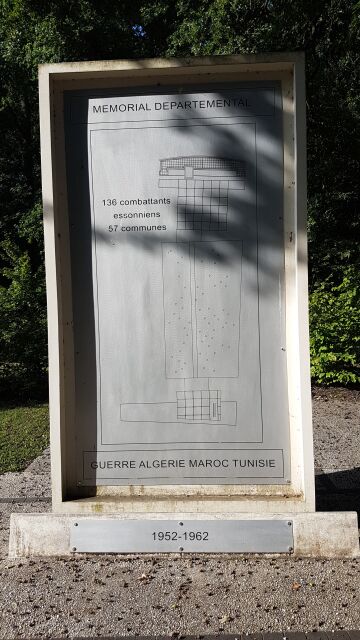 MEMORIAL DEPARTEMENTAL
136 combattants
essonniens
57 communes
GUERRE ALGERIE MAROC TUNISIE
1952-1962